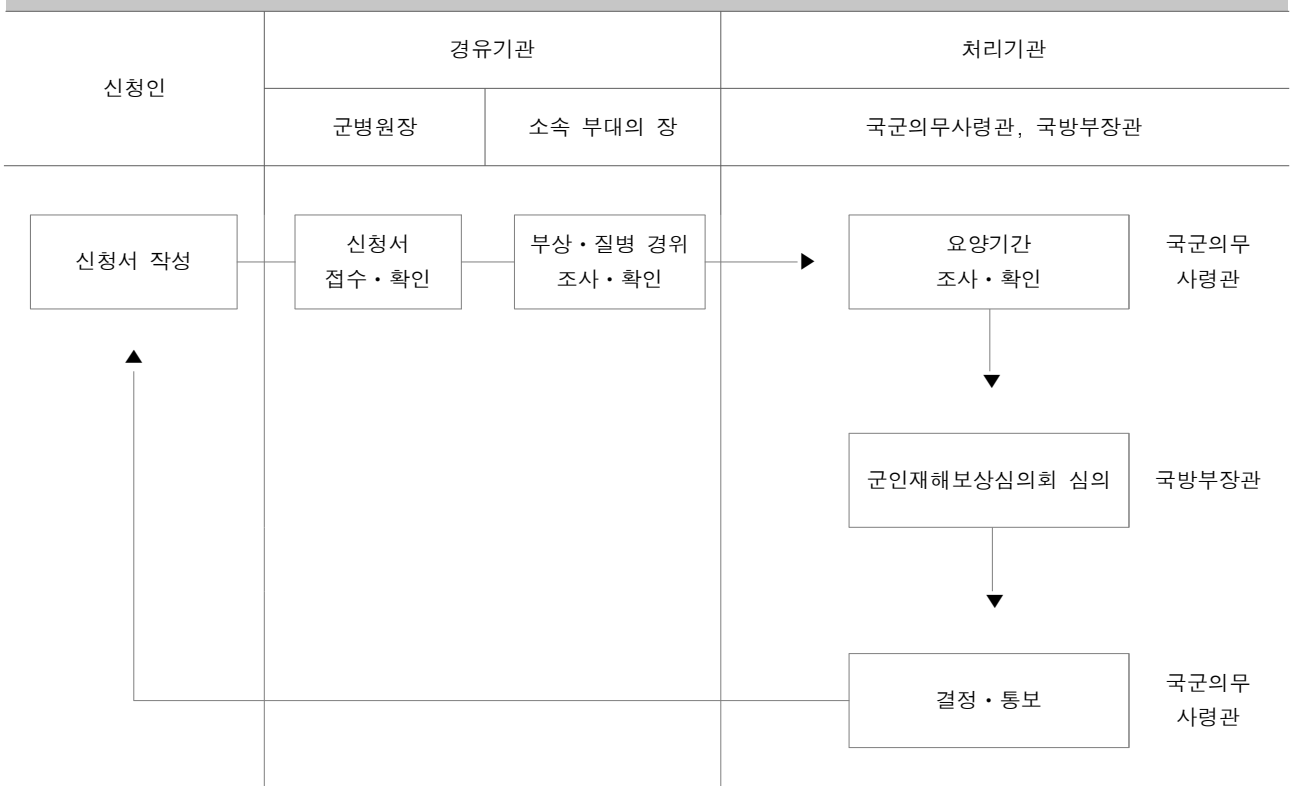 신청인
경유기관
처리기관
군병원장
소속 부대의 장
국군의무사령관, 국방부장관
신청서 작성
신청서
접수・확인
부상・질병 경위
조사・확인
요양기간
조사・확인
국군의무
사령관
군인재해보상심의회 심의
국방부장관
결정・통보
국군의무
사령관